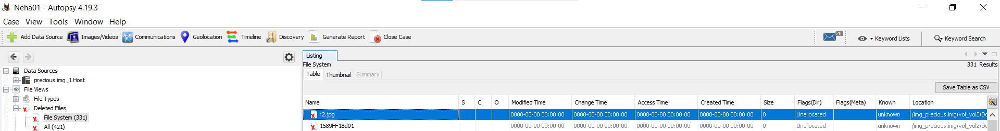 Neha01 - Autopsy 4.19.3
Case View Tools Window Help
Add Data Source Images/Videos Communications Geolocation Timeline Discovery Generate Report Close Case 20 Keyword Lists Keyword Search
Listing
File System 331 Results
Table Thumbnail Summary
Save Table as CSV
Data Sources
precious.img_1 Host
File Views
File Types
Deleted Files
File System (331)
All (421)
Name S C O Modified Time Change Time Access Time Created Time Size Flags(Dir) Flags(Meta) Known Location
r2.jpg 0000-00-00 00:00:00 0000-00-00 00:00:00 0000-00-00 00:00:00 0000-00-00 00:00:00 0 Unallocated unknown /img_precious.img/vol_vol2/Do
1589FF18d01 0000-00-00 00:00:00 0000-00-00 00:00:00 0000-00-00 00:00:00 0000-00-00 00:00:00 0 Unallocated unknown /img_precious.img/vol_vol2/Do